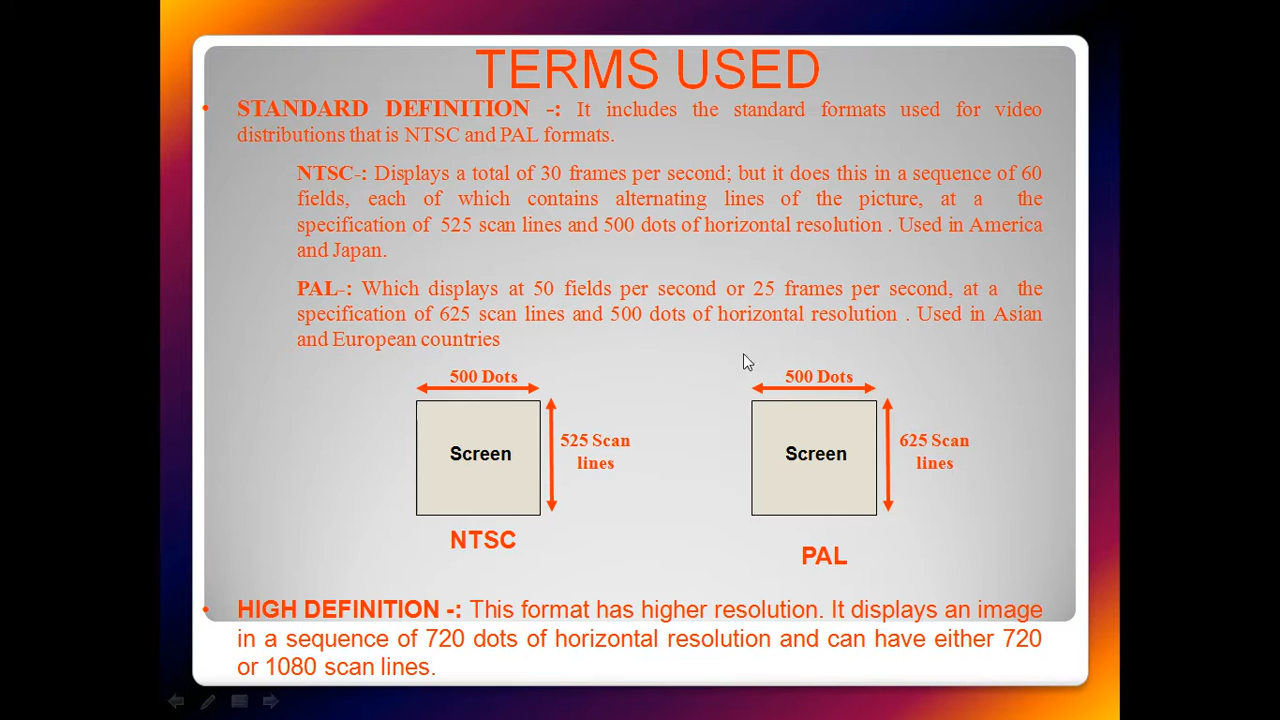 TERMS USED
• STANDARD DEFINITION -: It includes the standard formats used for video
distributions that is NTSC and PAL formats.
NTSC-: Displays a total of 30 frames per second; but it does this in a sequence of 60
fields, each of which contains alternating lines of the picture, at a the
specification of 525 scan lines and 500 dots of horizontal resolution . Used in America
and Japan.
PAL-: Which displays at 50 fields per second or 25 frames per second, at a the
specification of 625 scan lines and 500 dots of horizontal resolution . Used in Asian
and European countries
500 Dots
Screen
525 Scan
lines
NTSC
500 Dots
Screen
625 Scan
lines
PAL
• HIGH DEFINITION -: This format has higher resolution. It displays an image
in a sequence of 720 dots of horizontal resolution and can have either 720
or 1080 scan lines.